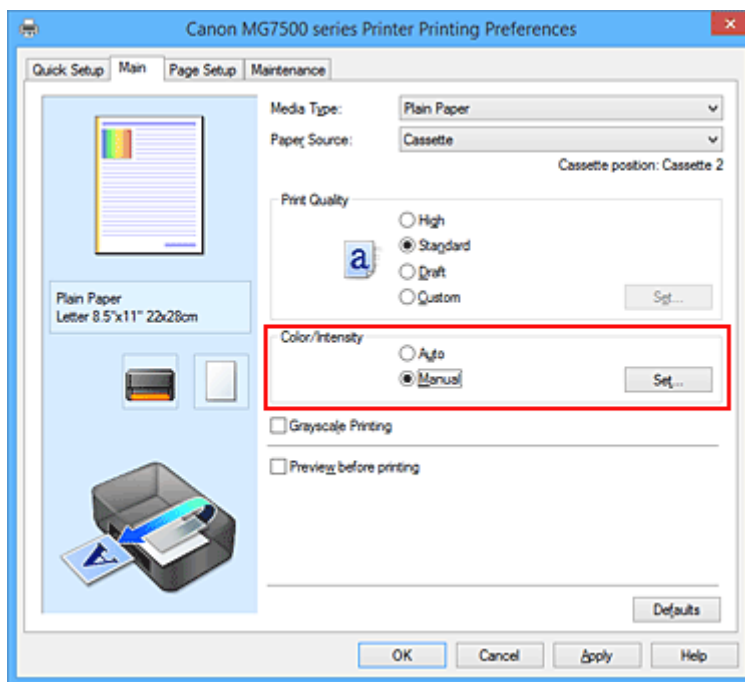 Canon MG7500 series Printer Printing Preferences
Quick Setup Main Page Setup Maintenance
Media Type: Plain Paper
Paper Source: Cassette
Cassette position: Cassette 2
Print Quality
High
a
Standard
Draft
Custom Set...
Plain Paper
Letter 8.5"x11" 22x28cm
Color/Intensity
Auto
Manual Set...
Grayscale Printing
Preview before printing
A
Defaults
OK Cancel Apply Help